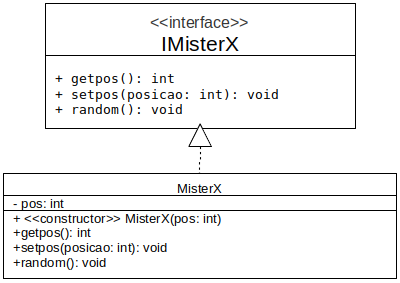 <<interface>>
IMisterX
+ getpos(): int
+ setpos(posicao: int): void
+ random(): void
MisterX
- pos: int
+ <<constructor>> MisterX(pos: int)
+getpos(): int
+setpos(posicao: int): void
+random(): void